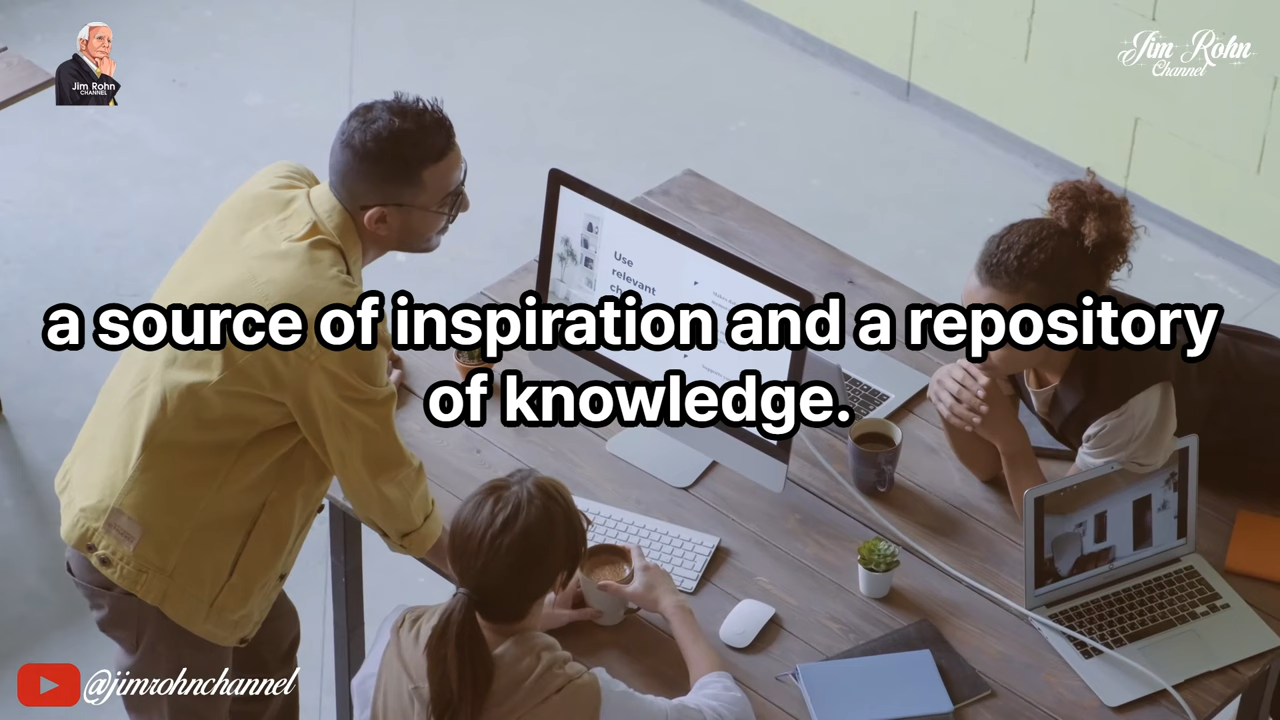 Jim Rohn
CHANNEL
Jim Rohn
Channel
Use
relevant
a source of inspiration and a repository
of knowledge.
@jimrohnchannel